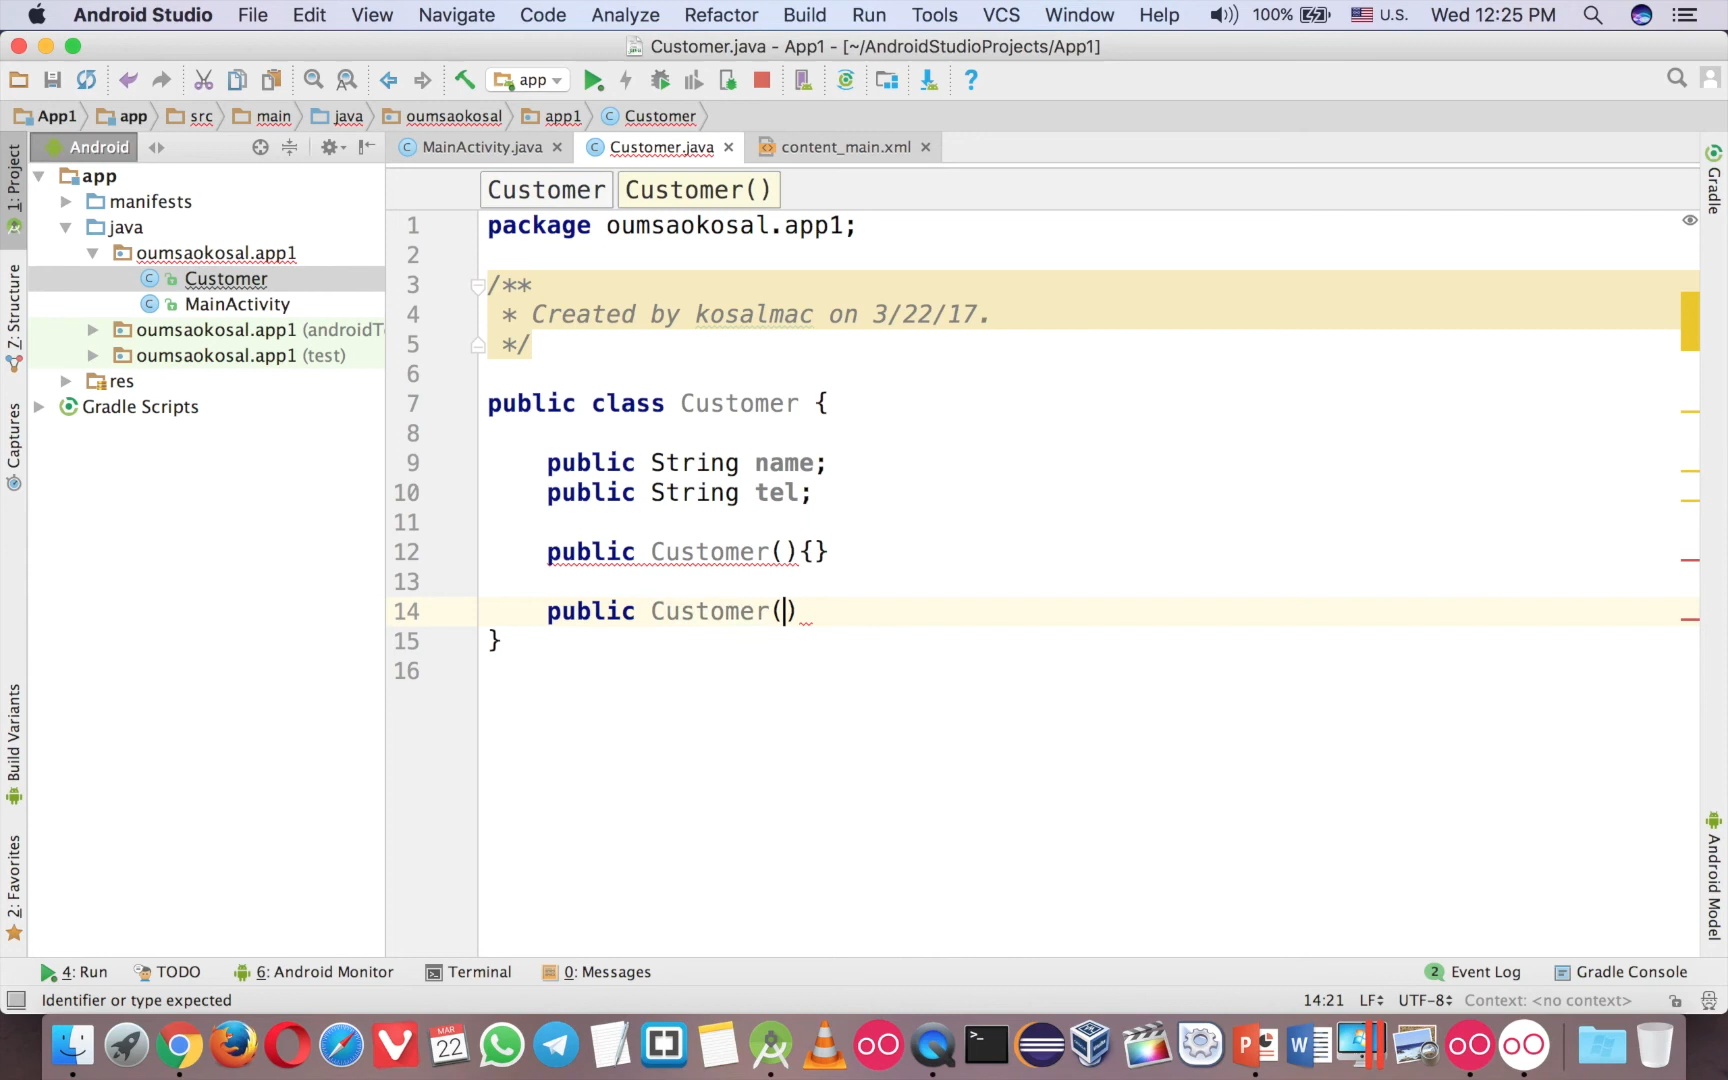 Android Studio File Edit View Navigate Code Analyze Refactor Build Run Tools VCS Window Help 100% U.S. Wed 12:25 PM
Customer.java - App1 - [~/AndroidStudioProjects/App1]
app
App1 app src main java oumsaokosal app1 Customer
Android MainActivity.java Customer.java content_main.xml
1: Project
Z: Structure
Captures
Build Variants
2: Favorites
app
manifests
java
oumsaokosal.app1
Customer
MainActivity
oumsaokosal.app1 (androidT
oumsaokosal.app1 (test)
res
Gradle Scripts
Customer Customer()
1 package oumsaokosal.app1;
2
3 /**
4 * Created by kosalmac on 3/22/17.
5 */
6
7 public class Customer {
8
9 public String name;
10 public String tel;
11
12 public Customer(){}
13
14 public Customer()
15 }
16
Gradle
Android Model
4: Run TODO 6: Android Monitor Terminal 0: Messages 2 Event Log Gradle Console
Identifier or type expected 14:21 LF UTF-8 Context: <no context>
MAR
22